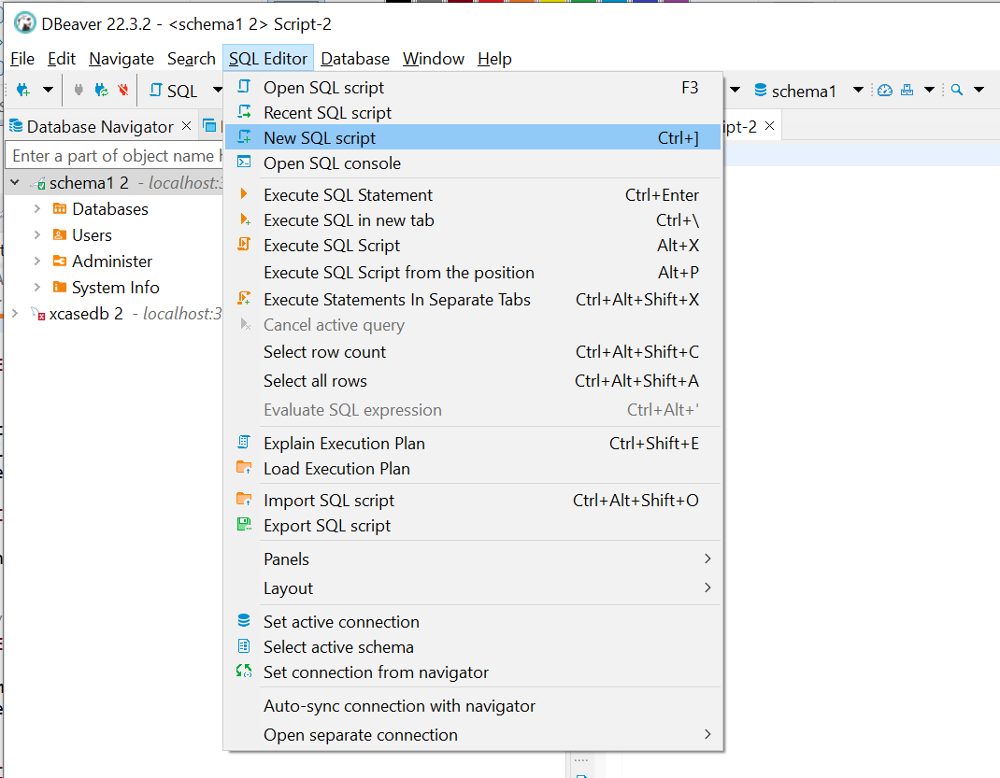 DBeaver 22.3.2 - <schema1 2> Script-2
File Edit Navigate Search SQL Editor Database Window Help
SQL schema1
Database Navigator ipt-2
Enter a part of object name
schema1 2 - localhost:3
Databases
Users
Administer
System Info
xcasedb 2 - localhost:3
Open SQL script F3
Recent SQL script
New SQL script Ctrl+]
Open SQL console
Execute SQL Statement Ctrl+Enter
Execute SQL in new tab Ctrl+\
Execute SQL Script Alt+X
Execute SQL Script from the position Alt+P
Execute Statements In Separate Tabs Ctrl+Alt+Shift+X
Cancel active query
Select row count Ctrl+Alt+Shift+C
Select all rows Ctrl+Alt+Shift+A
Evaluate SQL expression Ctrl+Alt+'
Explain Execution Plan Ctrl+Shift+E
Load Execution Plan
Import SQL script Ctrl+Alt+Shift+O
Export SQL script
Panels
Layout
Set active connection
Select active schema
Set connection from navigator
Auto-sync connection with navigator
Open separate connection